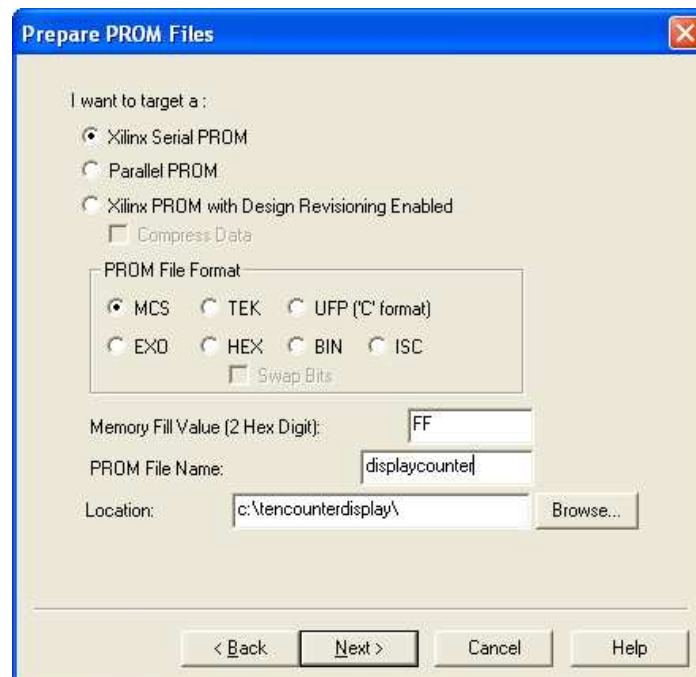 Prepare PROM Files
I want to target a :
Xilinx Serial PROM
Parallel PROM
Xilinx PROM with Design Revisioning Enabled
Compress Data
PROM File Format
MCS TEK UFP ('C' format)
EXO HEX BIN ISC
Swap Bits
Memory Fill Value (2 Hex Digit): FF
PROM File Name: displaycounter
Location: c:\tencounterdisplay\ Browse...
< Back Next > Cancel Help